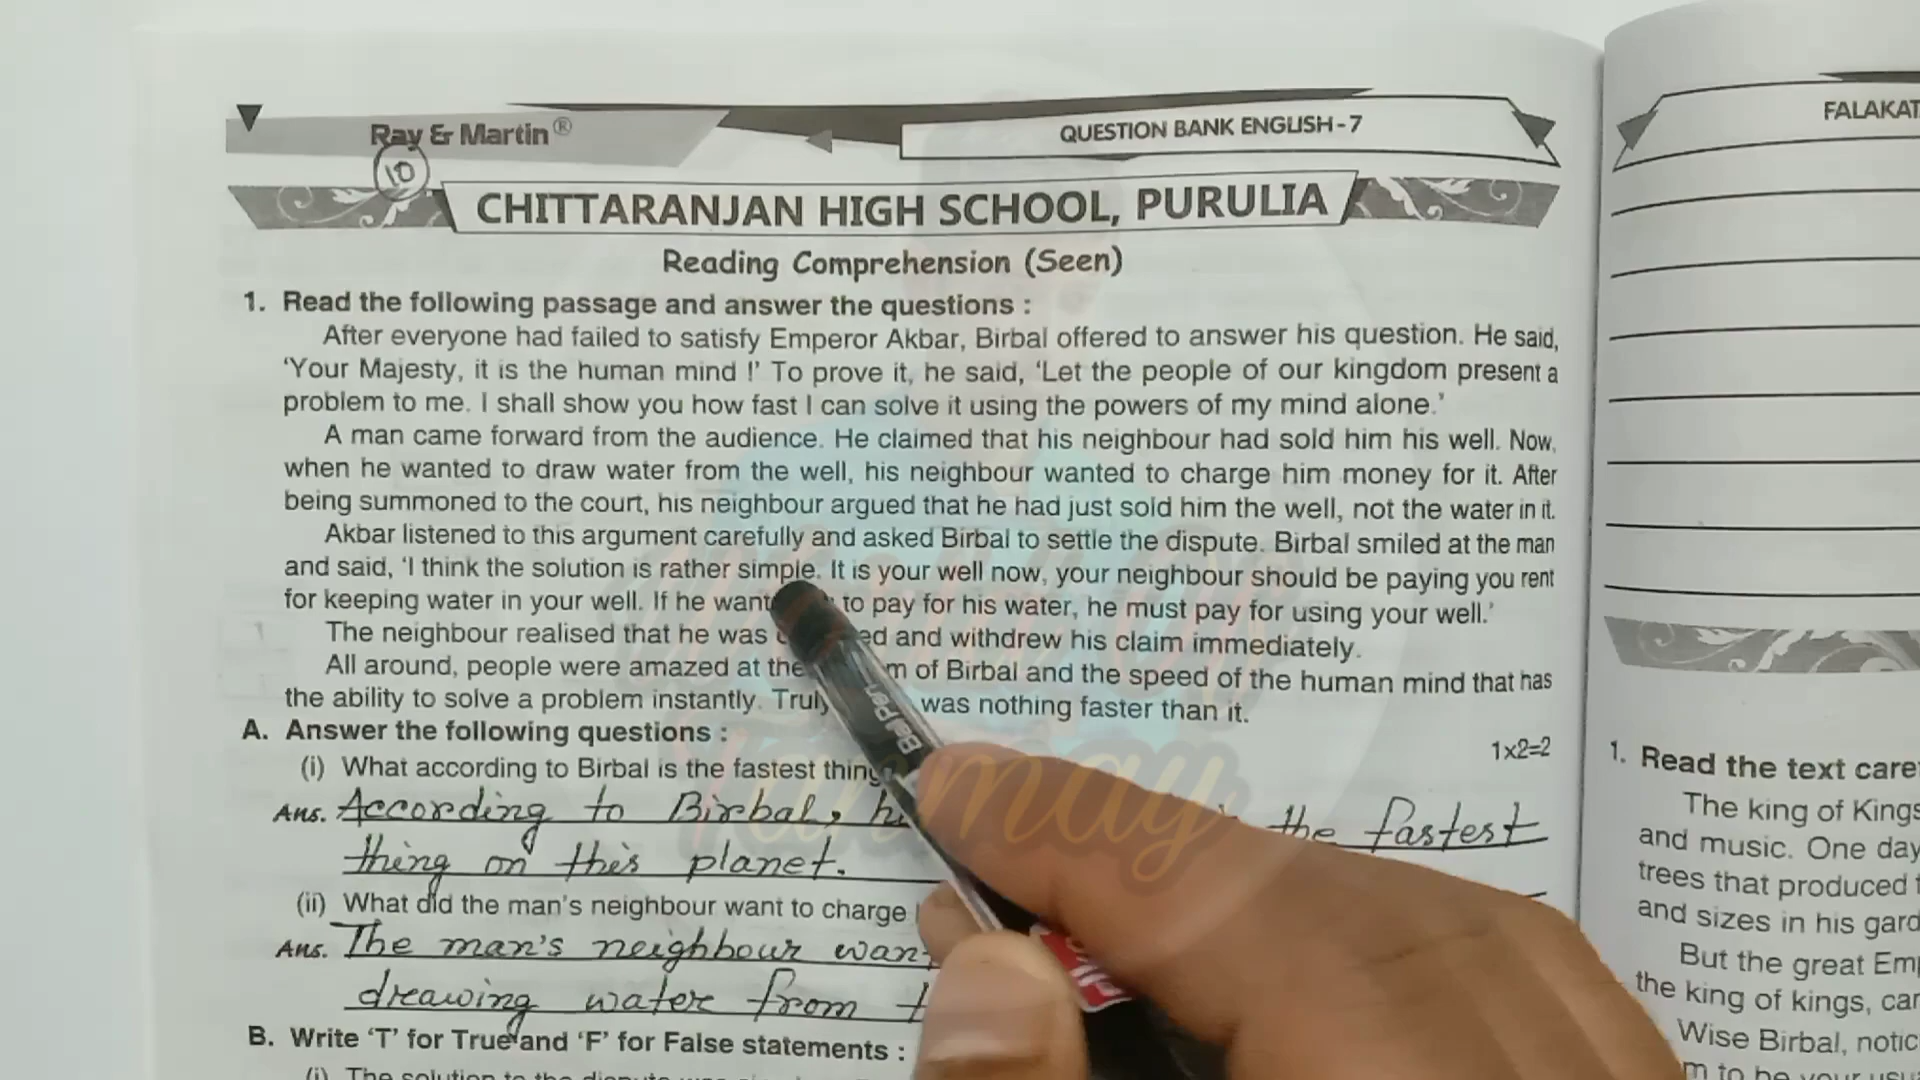 Ray & Martin®
QUESTION BANK ENGLISH-7
10
CHITTARANJAN HIGH SCHOOL, PURULIA
Reading Comprehension (Seen)
1. Read the following passage and answer the questions :
After everyone had failed to satisfy Emperor Akbar, Birbal offered to answer his question. He said,
‘Your Majesty, it is the human mind !’ To prove it, he said, ‘Let the people of our kingdom present a
problem to me. I shall show you how fast I can solve it using the powers of my mind alone.’
A man came forward from the audience. He claimed that his neighbour had sold him his well. Now,
when he wanted to draw water from the well, his neighbour wanted to charge him money for it. After
being summoned to the court, his neighbour argued that he had just sold him the well, not the water in it.
Akbar listened to this argument carefully and asked Birbal to settle the dispute. Birbal smiled at the man
and said, ‘I think the solution is rather simple. It is your well now, your neighbour should be paying you rent
for keeping water in your well. If he want to pay for his water, he must pay for using your well.’
The neighbour realised that he was ed and withdrew his claim immediately.
All around, people were amazed at the m of Birbal and the speed of the human mind that has
the ability to solve a problem instantly. Truly was nothing faster than it.
A. Answer the following questions :
1x2=2
(i) What according to Birbal is the fastest thing
Ans. According to Birbal, the fastest
thing on this planet.
(ii) What did the man's neighbour want to charge
Ans. The man's neighbour wan
drawing water from
B. Write ‘T’ for True and ‘F’ for False statements :
(i) The solution to the
FALAKAT
1. Read the text care
The king of Kings
and music. One day
trees that produced
and sizes in his gard
But the great Emp
the king of kings, car
Wise Birbal, notic
m to be your usu
Ball Pen
Tanmay